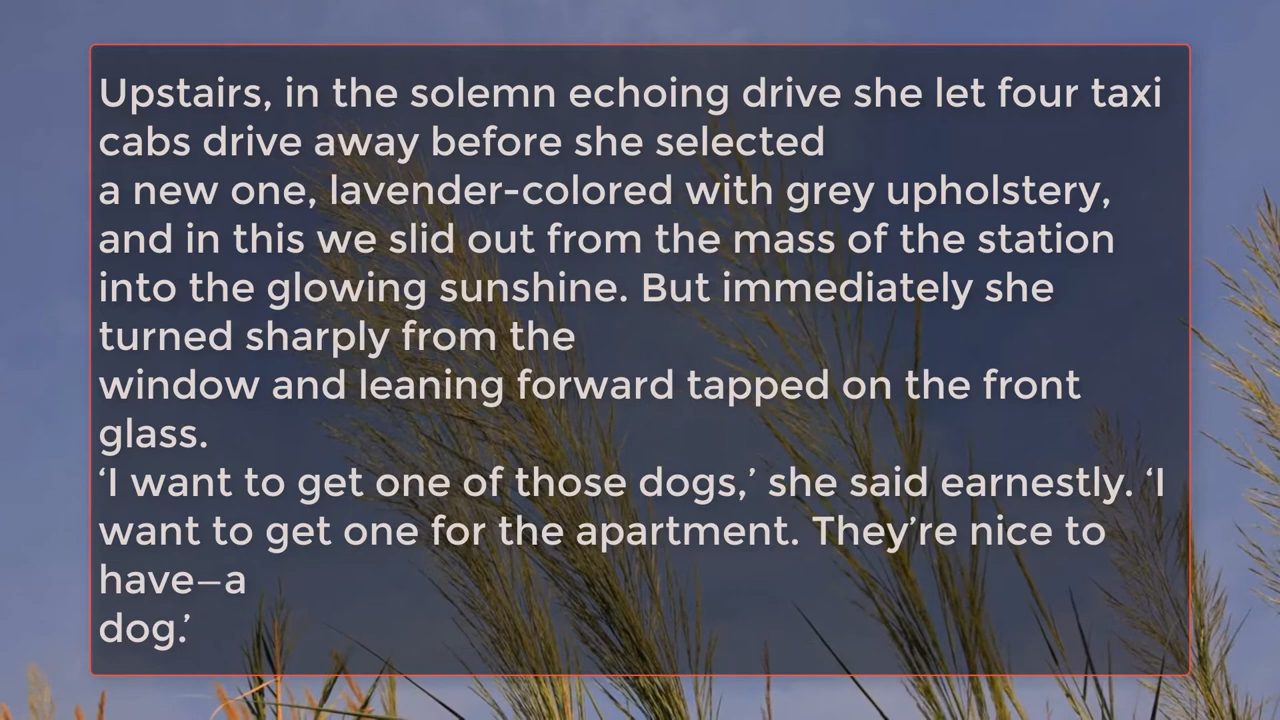 Upstairs, in the solemn echoing drive she let four taxi
cabs drive away before she selected
a new one, lavender-colored with grey upholstery,
and in this we slid out from the mass of the station
into the glowing sunshine. But immediately she
turned sharply from the
window and leaning forward tapped on the front
glass.
‘I want to get one of those dogs,’ she said earnestly. ‘I
want to get one for the apartment. They’re nice to
have—a
dog.’